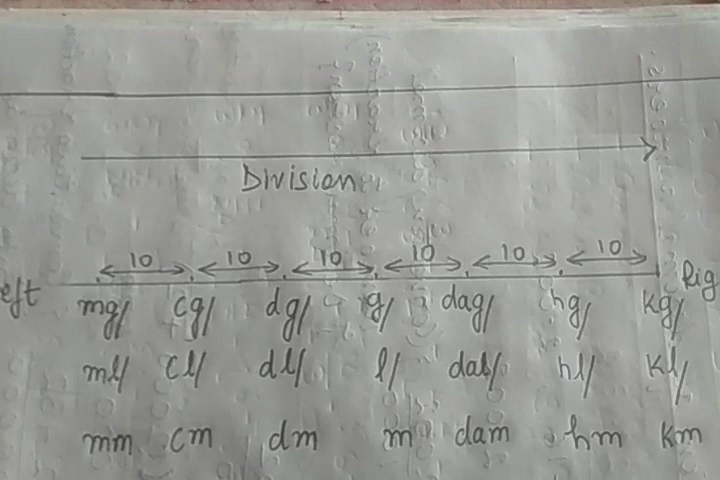 Division
10 10 10 10 10 10
eft Rig
mg/ cg/ dg/ g/ dag/ hg/ kg/
ml/ cl/ dl/ l/ dal/ hl/ kl/
mm cm dm m dam hm km